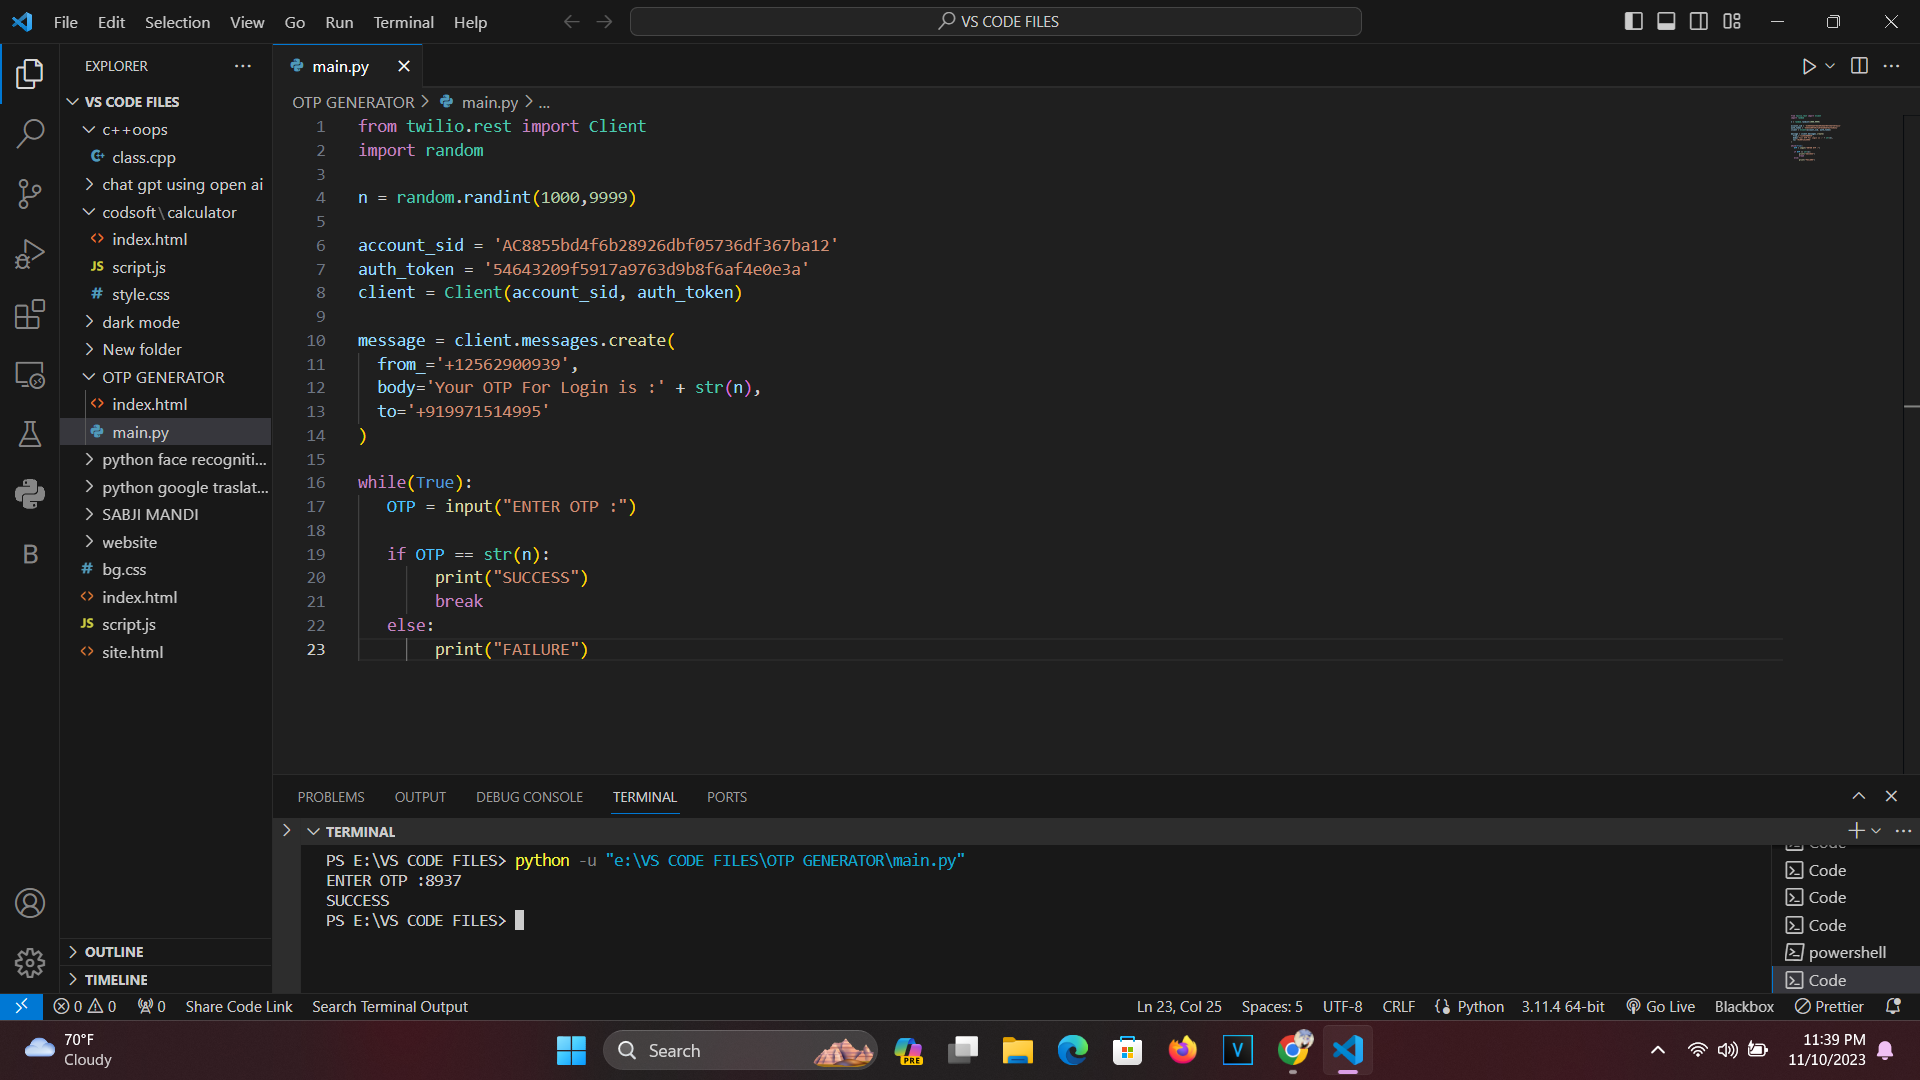 File Edit Selection View Go Run Terminal Help
VS CODE FILES
EXPLORER
VS CODE FILES
c++oops
class.cpp
chat gpt using open ai
codsoft\calculator
index.html
JS script.js
# style.css
dark mode
New folder
OTP GENERATOR
index.html
main.py
python face recogniti...
python google traslat...
SABJI MANDI
website
# bg.css
index.html
JS script.js
site.html
OUTLINE
TIMELINE
main.py
OTP GENERATOR > main.py > ...
1 from twilio.rest import Client
2 import random
3
4 n = random.randint(1000,9999)
5
6 account_sid = 'AC8855bd4f6b28926dbf05736df367ba12'
7 auth_token = '54643209f5917a9763d9b8f6af4e0e3a'
8 client = Client(account_sid, auth_token)
9
10 message = client.messages.create(
11 from_='+12562900939',
12 body='Your OTP For Login is :' + str(n),
13 to='+919971514995'
14 )
15
16 while(True):
17 OTP = input("ENTER OTP :")
18
19 if OTP == str(n):
20 print("SUCCESS")
21 break
22 else:
23 print("FAILURE")
PROBLEMS OUTPUT DEBUG CONSOLE TERMINAL PORTS
TERMINAL
PS E:\VS CODE FILES> python -u "e:\VS CODE FILES\OTP GENERATOR\main.py"
ENTER OTP :8937
SUCCESS
PS E:\VS CODE FILES>
Code
Code
Code
Code
powershell
Code
0 0 0 Share Code Link Search Terminal Output
Ln 23, Col 25 Spaces: 5 UTF-8 CRLF Python 3.11.4 64-bit Go Live Blackbox Prettier
70°F
Cloudy
Search
PRE
V
11:39 PM
11/10/2023
B